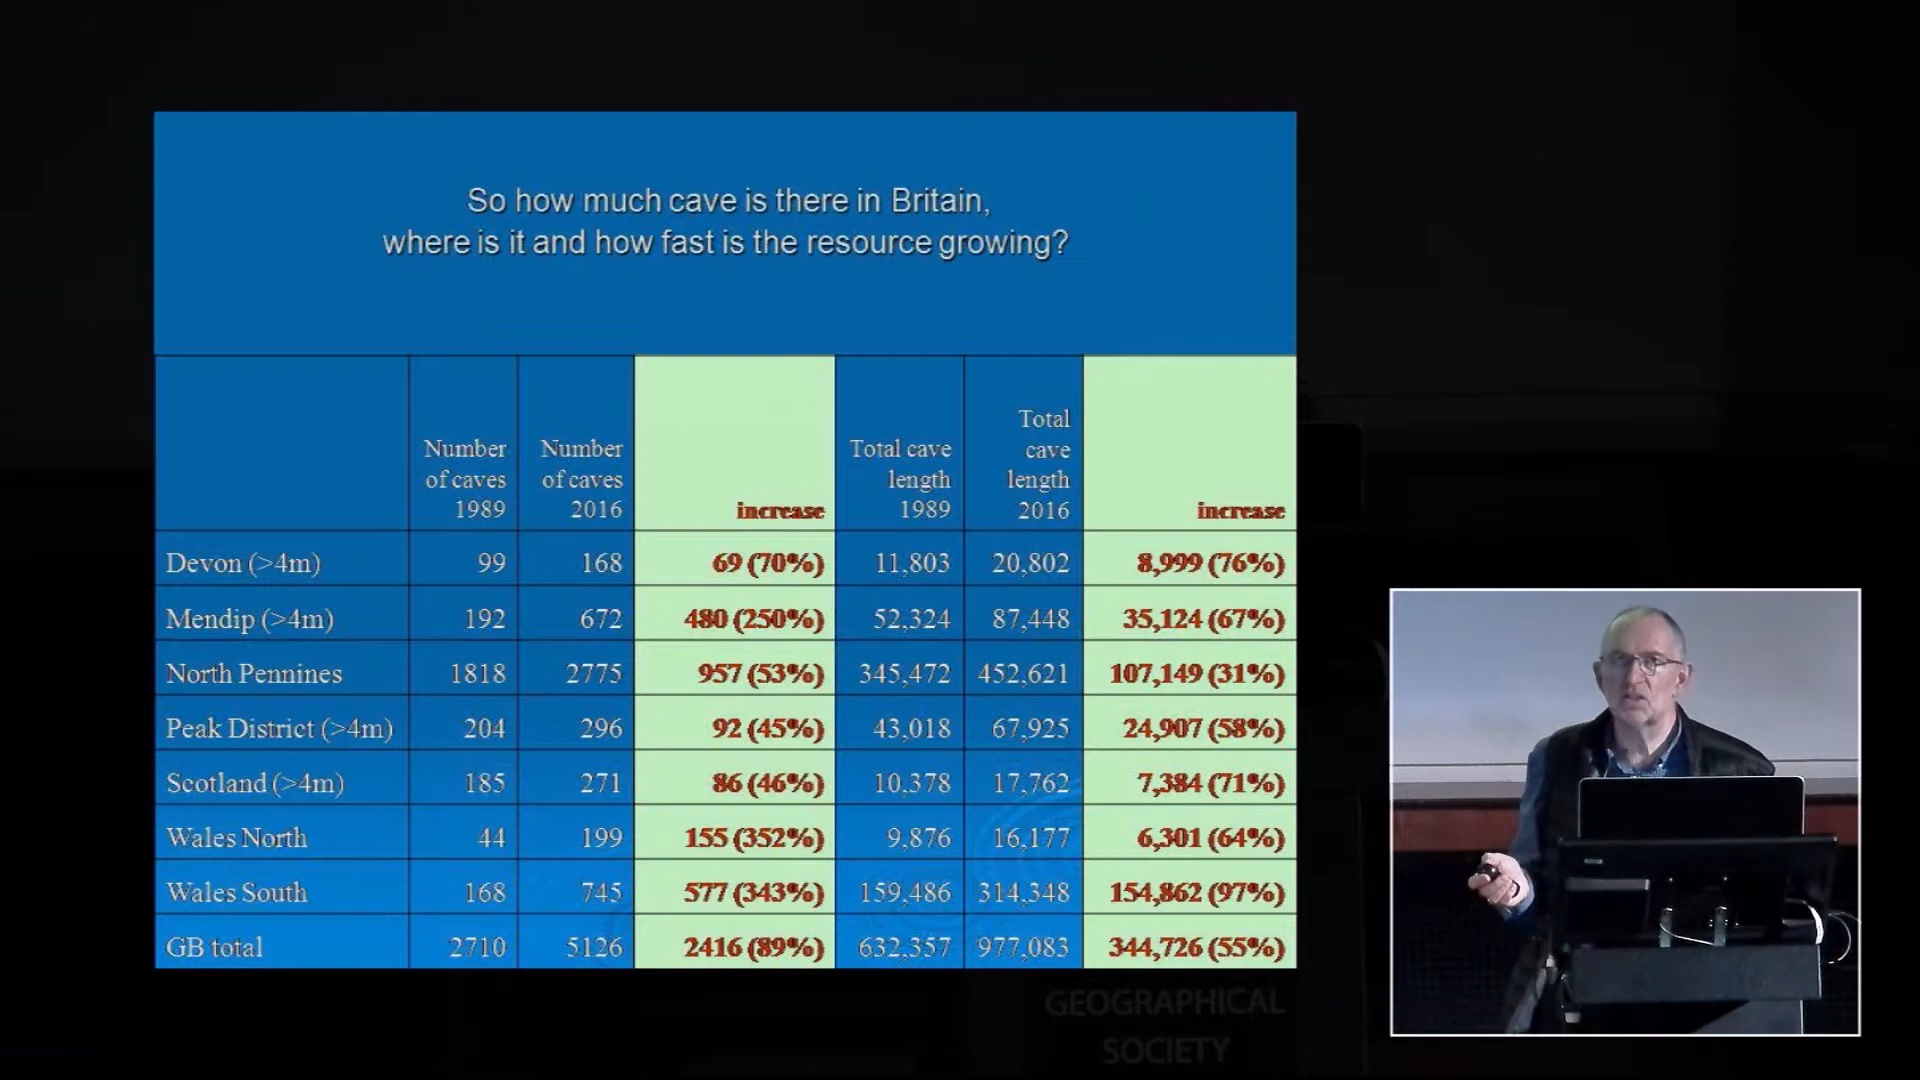 So how much cave is there in Britain,
where is it and how fast is the resource growing?
Number of caves 1989 Number of caves 2016 increase Total cave length 1989 Total cave length 2016 increase
Devon (>4m) 99 168 69 (70%) 11,803 20,802 8,999 (76%)
Mendip (>4m) 192 672 480 (250%) 52,324 87,448 35,124 (67%)
North Pennines 1818 2775 957 (53%) 345,472 452,621 107,149 (31%)
Peak District (>4m) 204 296 92 (45%) 43,018 67,925 24,907 (58%)
Scotland (>4m) 185 271 86 (46%) 10,378 17,762 7,384 (71%)
Wales North 44 199 155 (352%) 9,876 16,177 6,301 (64%)
Wales South 168 745 577 (343%) 159,486 314,348 154,862 (97%)
GB total 2710 5126 2416 (89%) 632,357 977,083 344,726 (55%)
GEOGRAPHICAL
SOCIETY